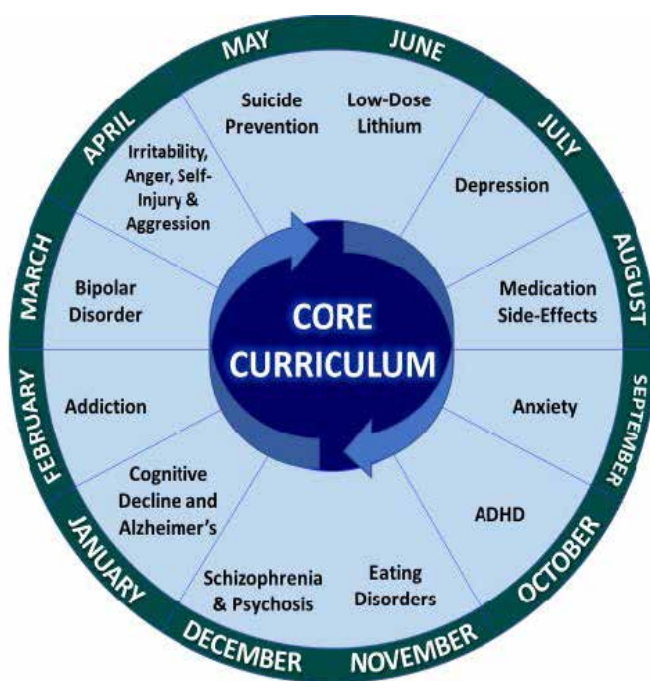 MAY
JUNE
APRIL
JULY
MARCH
AUGUST
FEBRUARY
SEPTEMBER
JANUARY
OCTOBER
DECEMBER
NOVEMBER
Suicide
Prevention
Low-Dose
Lithium
Irritability,
Anger, Self-
Injury &
Aggression
Depression
Bipolar
Disorder
Medication
Side-Effects
CORE
CURRICULUM
Addiction
Anxiety
Cognitive
Decline and
Alzheimer's
ADHD
Schizophrenia
& Psychosis
Eating
Disorders